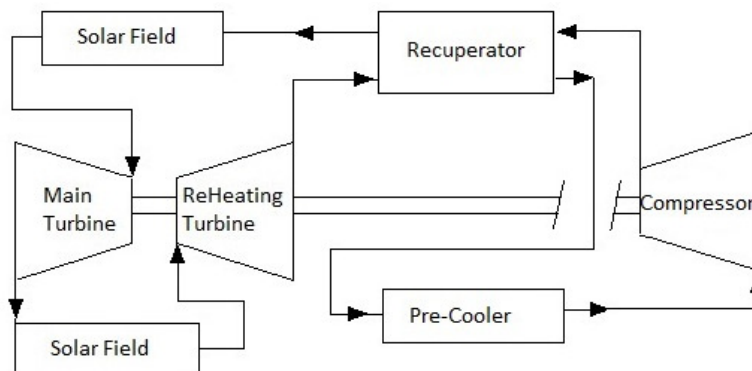 Solar Field
Recuperator
Main
Turbine
ReHeating
Turbine
Compressor
Pre-Cooler
Solar Field